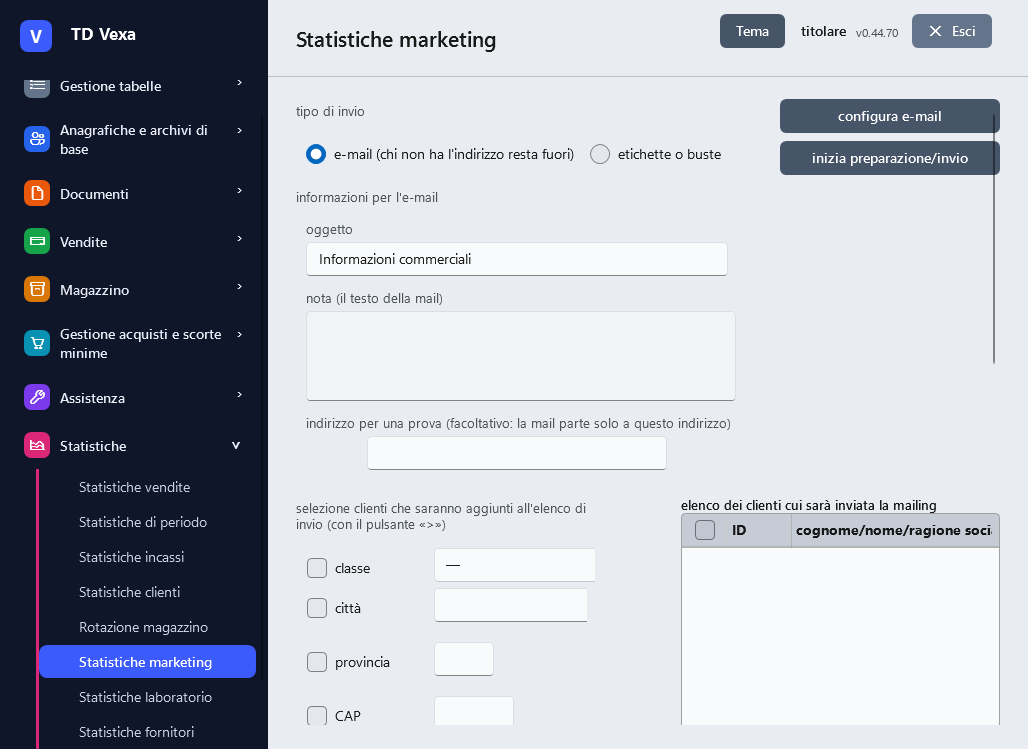 V
TD Vexa
Gestione tabelle
Anagrafiche e archivi di
base
Documenti
Vendite
Magazzino
Gestione acquisti e scorte
minime
Assistenza
Statistiche
Statistiche vendite
Statistiche di periodo
Statistiche incassi
Statistiche clienti
Rotazione magazzino
Statistiche marketing
Statistiche laboratorio
Statistiche fornitori
Statistiche marketing
Tema
titolare
v0.44.70
Esci
tipo di invio
e-mail (chi non ha l'indirizzo resta fuori)
etichette o buste
configura e-mail
inizia preparazione/invio
informazioni per l'e-mail
oggetto
Informazioni commerciali
nota (il testo della mail)
indirizzo per una prova (facoltativo: la mail parte solo a questo indirizzo)
selezione clienti che saranno aggiunti all'elenco di
invio (con il pulsante «>»)
classe
—
città
provincia
CAP
elenco dei clienti cui sarà inviata la mailing
ID
cognome/nome/ragione soci